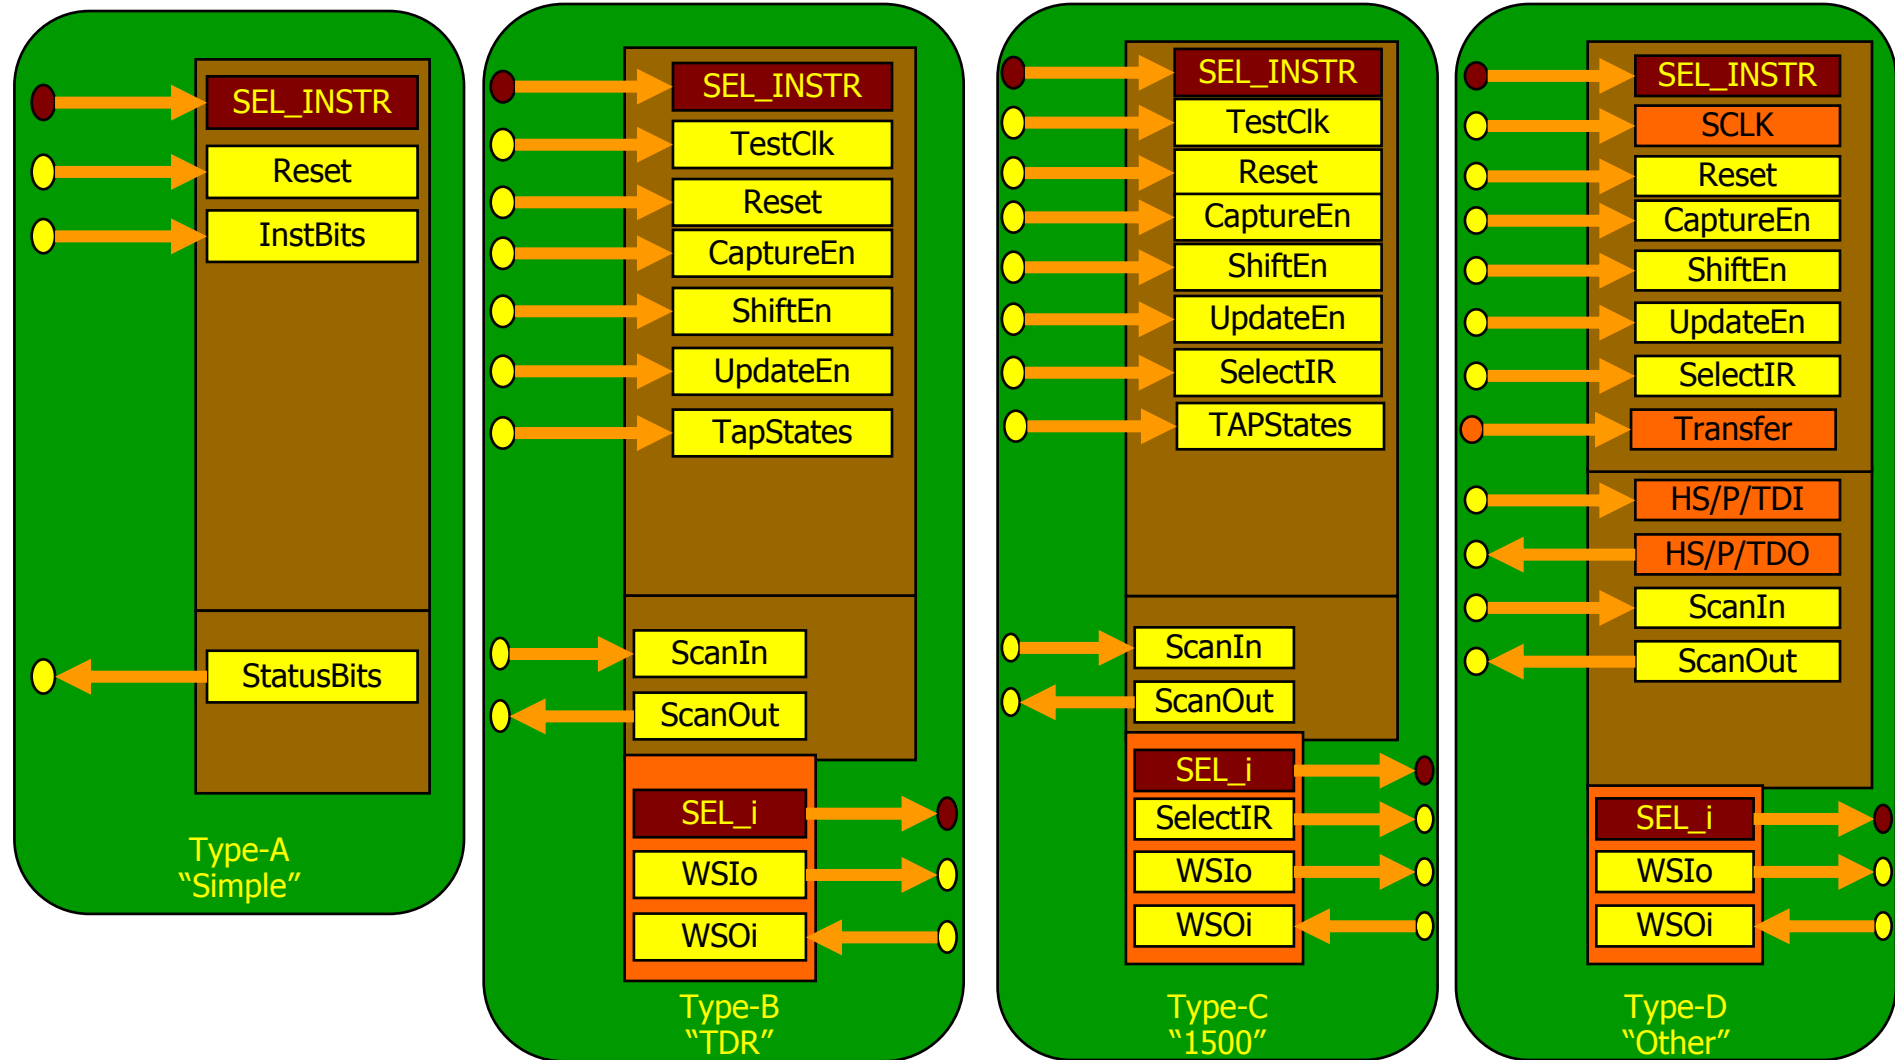 SEL_INSTR
Reset
InstBits
StatusBits
Type-A
“Simple”
SEL_INSTR
TestClk
Reset
CaptureEn
ShiftEn
UpdateEn
TapStates
ScanIn
ScanOut
SEL_i
WSIo
WSOi
Type-B
“TDR”
SEL_INSTR
TestClk
Reset
CaptureEn
ShiftEn
UpdateEn
SelectIR
TAPStates
ScanIn
ScanOut
SEL_i
SelectIR
WSIo
WSOi
Type-C
“1500”
SEL_INSTR
SCLK
Reset
CaptureEn
ShiftEn
UpdateEn
SelectIR
Transfer
HS/P/TDI
HS/P/TDO
ScanIn
ScanOut
SEL_i
WSIo
WSOi
Type-D
“Other”